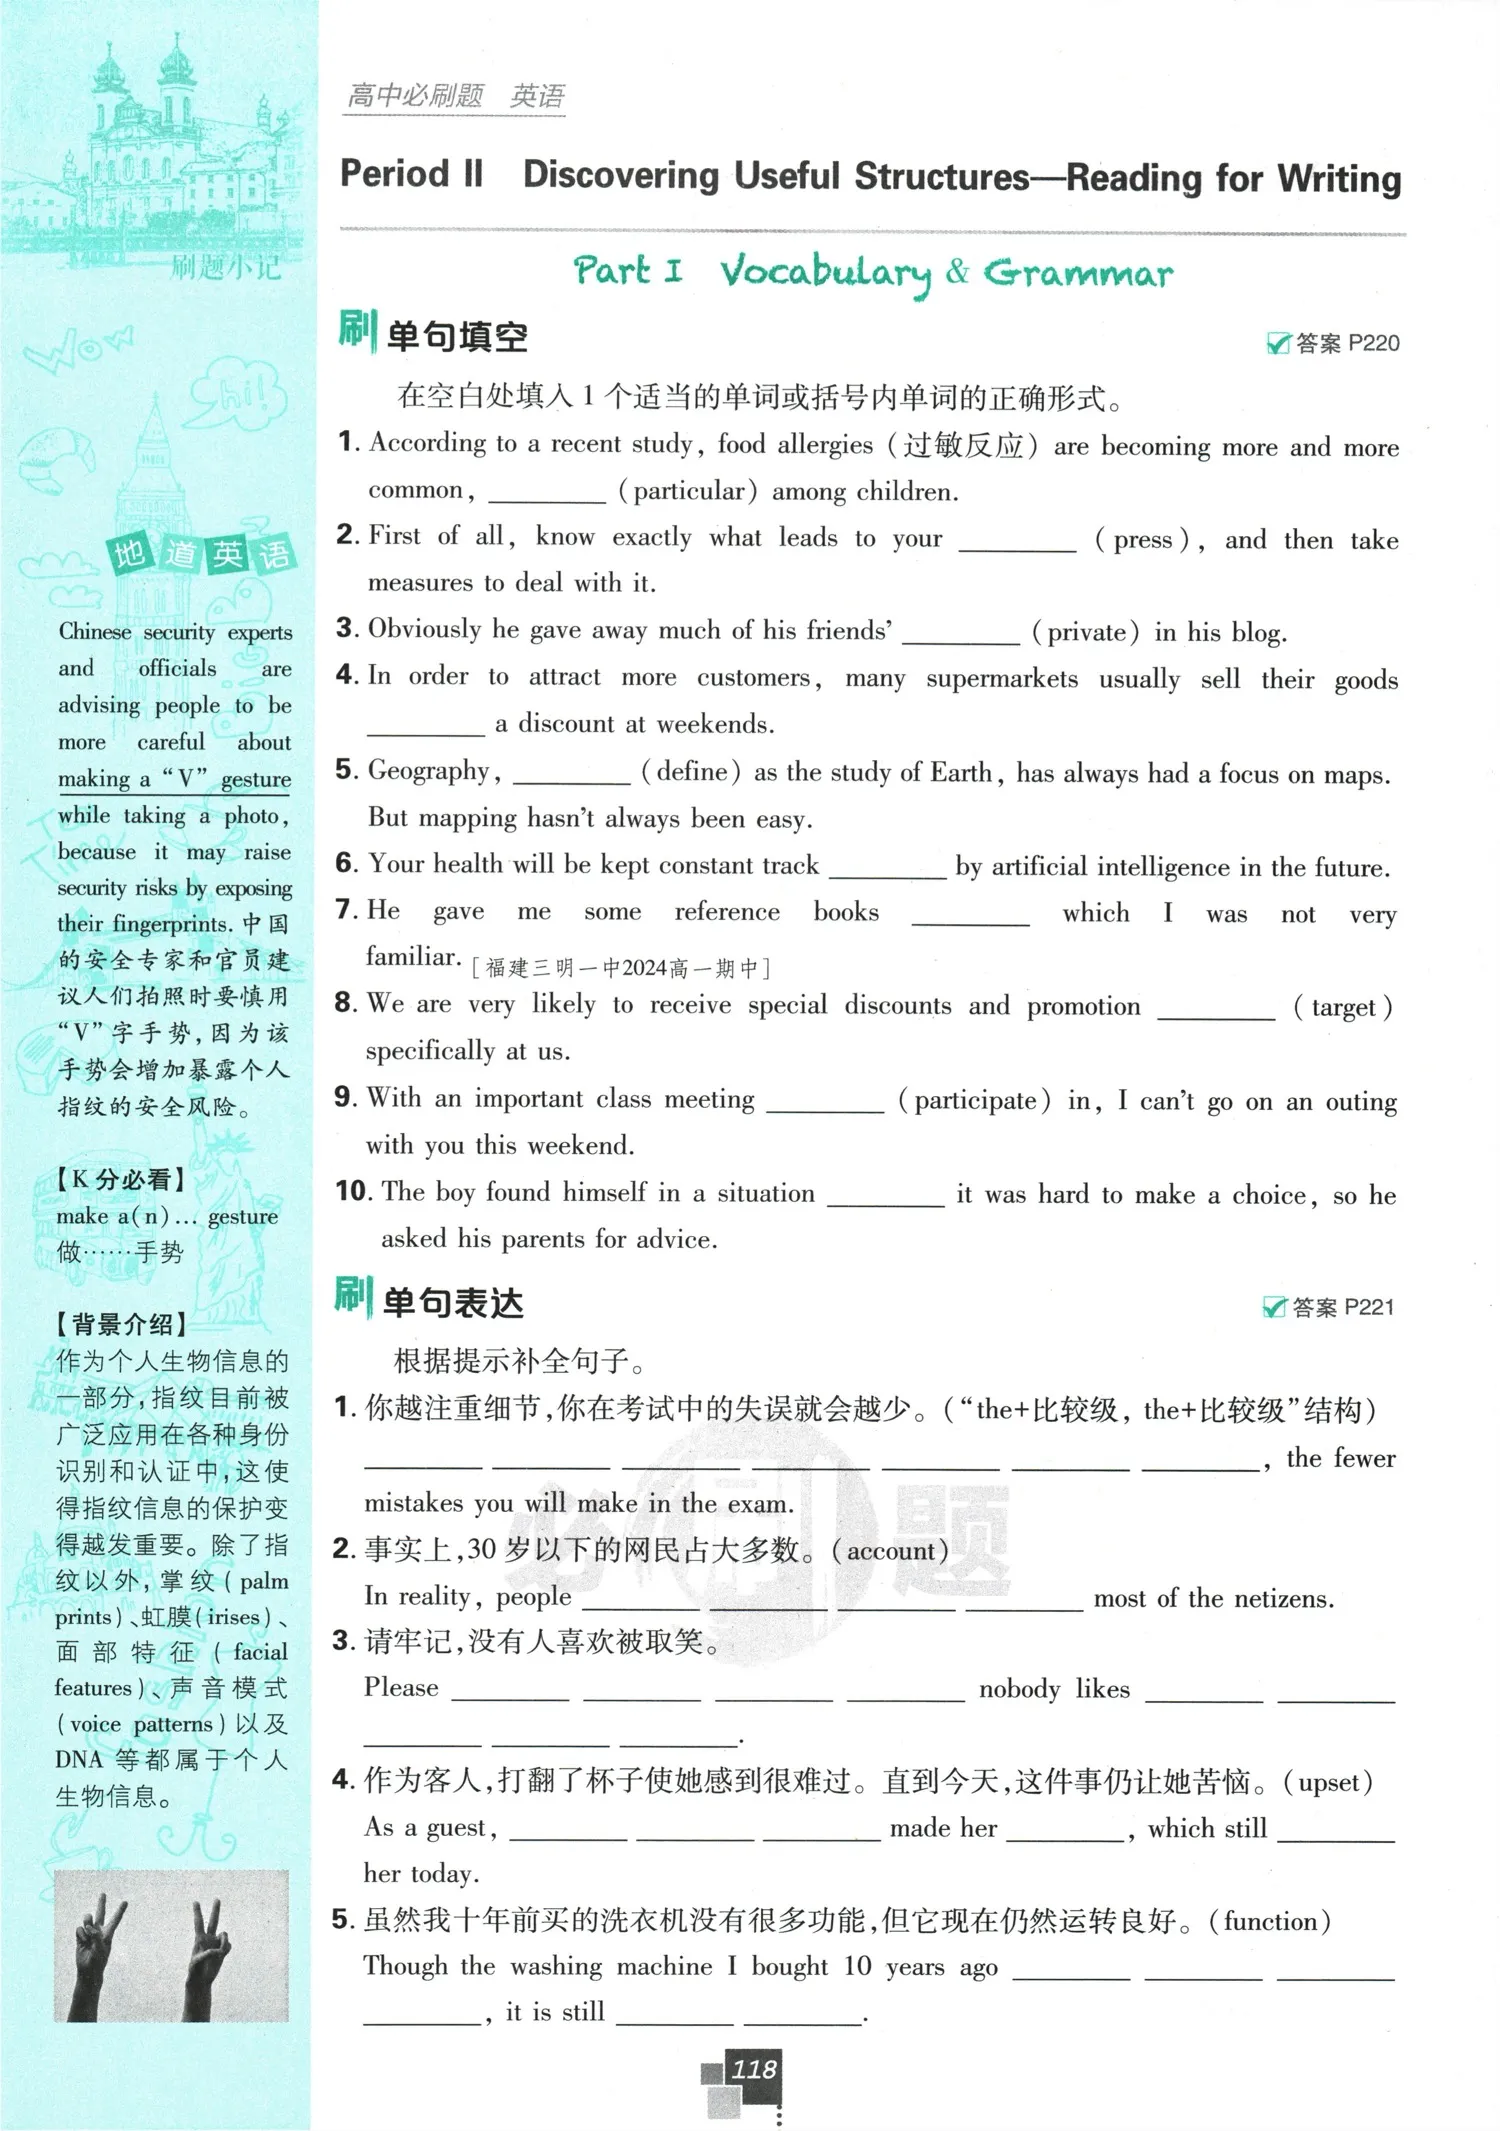 高中必刷题 英语
Period II Discovering Useful Structures—Reading for Writing
Part I Vocabulary & Grammar
刷 单句填空
答案 P220
在空白处填入1个适当的单词或括号内单词的正确形式。
1. According to a recent study, food allergies (过敏反应) are becoming more and more
common, ________ (particular) among children.
2. First of all, know exactly what leads to your ________ (press), and then take
measures to deal with it.
3. Obviously he gave away much of his friends' ________ (private) in his blog.
4. In order to attract more customers, many supermarkets usually sell their goods
________ a discount at weekends.
5. Geography, ________ (define) as the study of Earth, has always had a focus on maps.
But mapping hasn't always been easy.
6. Your health will be kept constant track ________ by artificial intelligence in the future.
7. He gave me some reference books ________ which I was not very
familiar. [福建三明一中2024高一期中]
8. We are very likely to receive special discounts and promotion ________ (target)
specifically at us.
9. With an important class meeting ________ (participate) in, I can't go on an outing
with you this weekend.
10. The boy found himself in a situation ________ it was hard to make a choice, so he
asked his parents for advice.
刷 单句表达
答案 P221
根据提示补全句子。
1. 你越注重细节,你在考试中的失误就会越少。("the+比较级, the+比较级"结构)
________ ________ ________ ________ ________ ________ ________, the fewer
mistakes you will make in the exam.
2. 事实上,30岁以下的网民占大多数。(account)
In reality, people ________ ________ ________ ________ most of the netizens.
3. 请牢记,没有人喜欢被取笑。
Please ________ ________ ________ ________ nobody likes ________ ________
________ ________ ________.
4. 作为客人,打翻了杯子使她感到很难过。直到今天,这件事仍让她苦恼。(upset)
As a guest, ________ ________ ________ made her ________, which still ________
her today.
5. 虽然我十年前买的洗衣机没有很多功能,但它现在仍然运转良好。(function)
Though the washing machine I bought 10 years ago ________ ________ ________
________, it is still ________ ________.
118
必刷题
刷题小记
Wow
hi!
地道英语
Chinese security experts
and officials are
advising people to be
more careful about
making a "V" gesture
while taking a photo,
because it may raise
security risks by exposing
their fingerprints. 中国
的安全专家和官员建
议人们拍照时要慎用
"V"字手势,因为该
手势会增加暴露个人
指纹的安全风险。
【K分必看】
make a(n)… gesture
做……手势
【背景介绍】
作为个人生物信息的
一部分,指纹目前被
广泛应用在各种身份
识别和认证中,这使
得指纹信息的保护变
得越发重要。除了指
纹以外,掌纹(palm
prints)、虹膜(irises)、
面部特征(facial
features)、声音模式
(voice patterns)以及
DNA等都属于个人
生物信息。